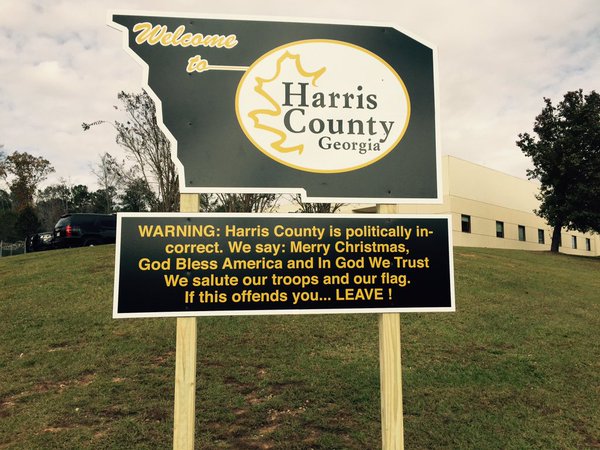 Welcome
to
Harris
County
Georgia
WARNING: Harris County is politically in-
correct. We say: Merry Christmas,
God Bless America and In God We Trust
We salute our troops and our flag.
If this offends you... LEAVE !